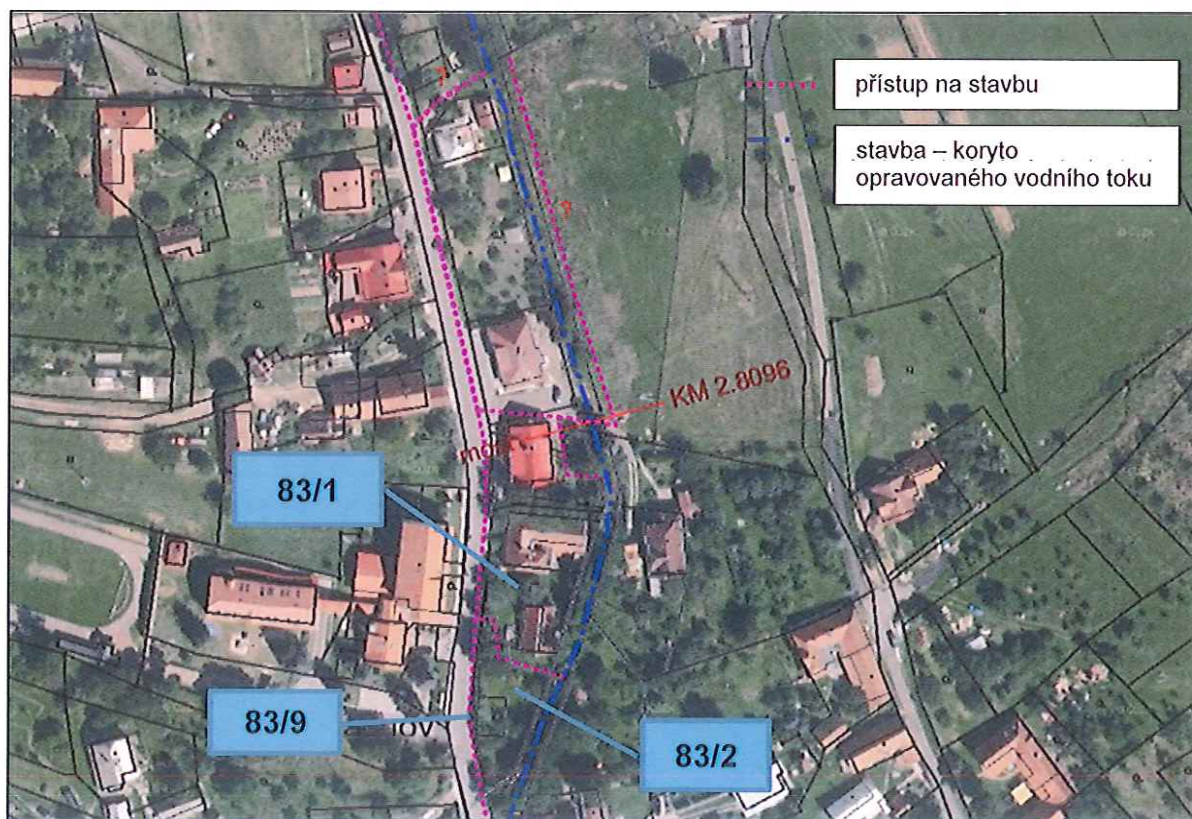 přístup na stavbu
stavba – koryto
opravovaného vodního toku
?
?
KM 2.8096
83/1
83/9
83/2